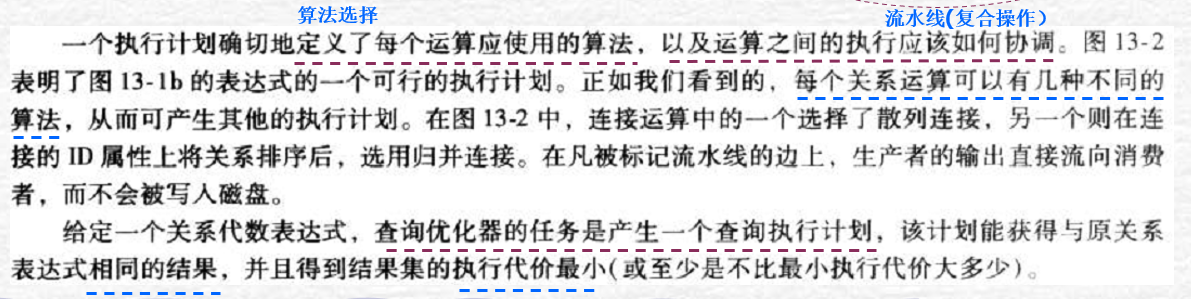 算法选择 流水线(复合操作）
一个执行计划确切地定义了每个运算应使用的算法，以及运算之间的执行应该如何协调。图 13-2
表明了图 13-1b 的表达式的一个可行的执行计划。正如我们看到的，每个关系运算可以有几种不同的
算法，从而可产生其他的执行计划。在图 13-2 中，连接运算中的一个选择了散列连接，另一个则在连
接的 ID 属性上将关系排序后，选用归并连接。在凡被标记流水线的边上，生产者的输出直接流向消费
者，而不会被写入磁盘。
给定一个关系代数表达式，查询优化器的任务是产生一个查询执行计划，该计划能获得与原关系
表达式相同的结果，并且得到结果集的执行代价最小(或至少是不比最小执行代价大多少)。